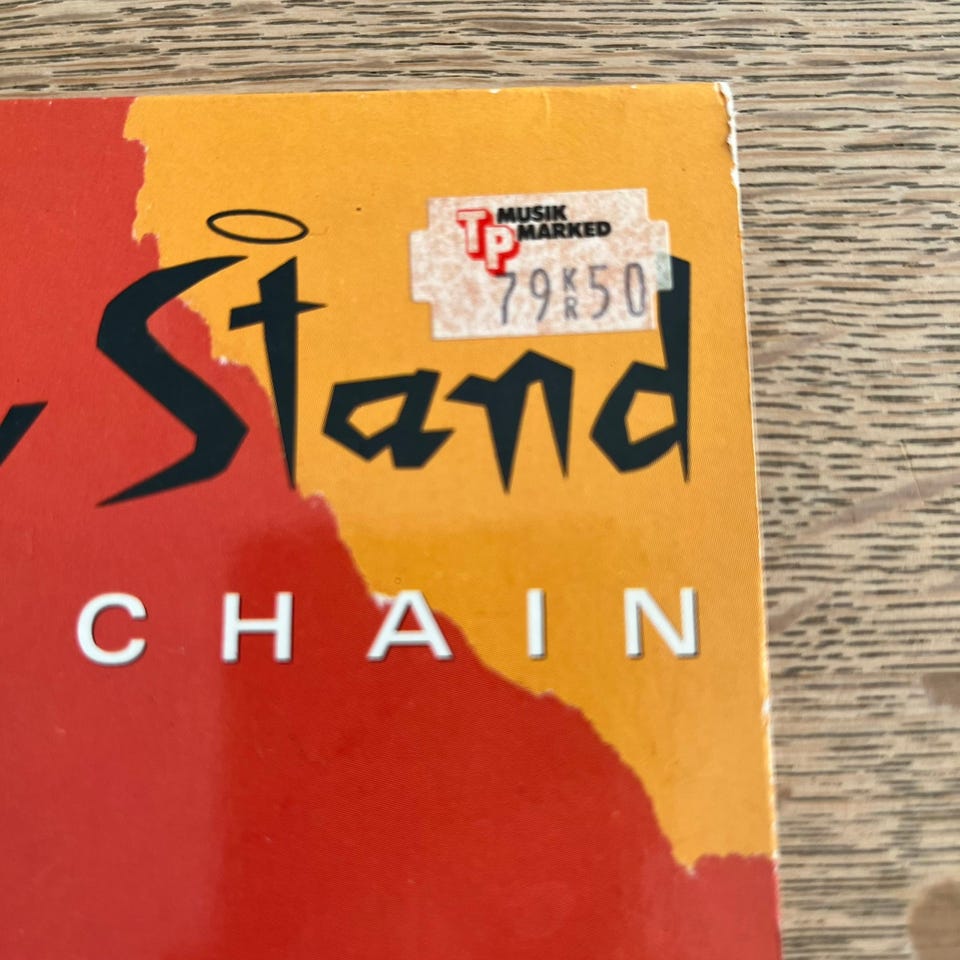 TP MUSIK
MARKED
79 KR 50
Stand
CHAIN